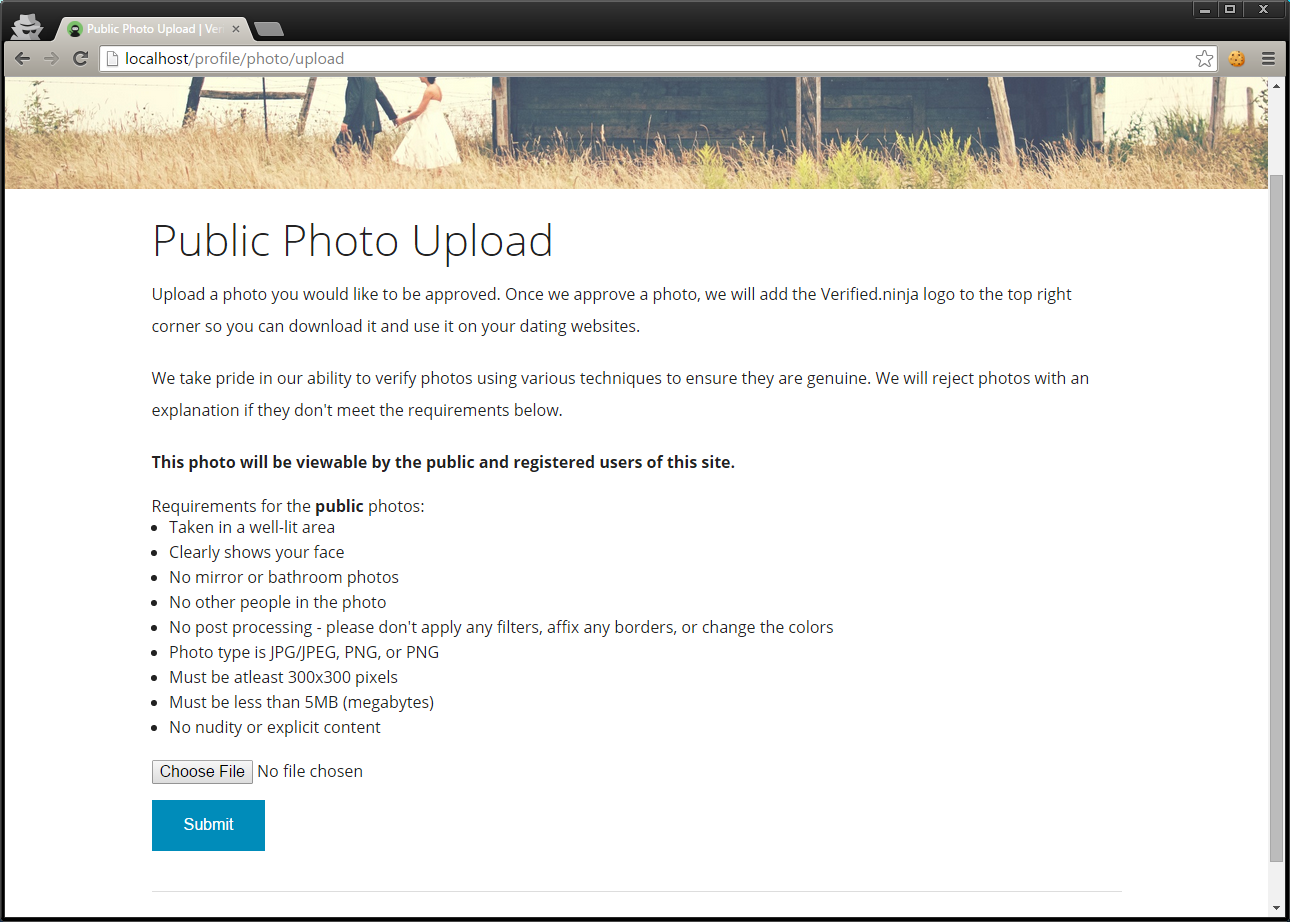 Public Photo Upload | Veri
localhost/profile/photo/upload
Public Photo Upload
Upload a photo you would like to be approved. Once we approve a photo, we will add the Verified.ninja logo to the top right
corner so you can download it and use it on your dating websites.
We take pride in our ability to verify photos using various techniques to ensure they are genuine. We will reject photos with an
explanation if they don't meet the requirements below.
This photo will be viewable by the public and registered users of this site.
Requirements for the public photos:
Taken in a well-lit area
Clearly shows your face
No mirror or bathroom photos
No other people in the photo
No post processing - please don't apply any filters, affix any borders, or change the colors
Photo type is JPG/JPEG, PNG, or PNG
Must be atleast 300x300 pixels
Must be less than 5MB (megabytes)
No nudity or explicit content
Choose File No file chosen
Submit